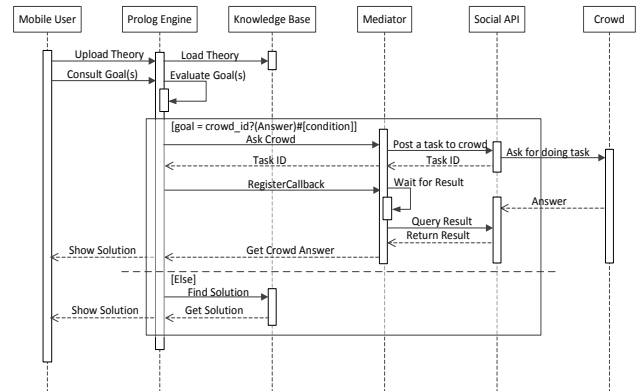 Mobile User Prolog Engine Knowledge Base Mediator Social API Crowd
Upload Theory Load Theory
Consult Goal(s) Evaluate Goal(s)
[goal = crowd_id?(Answer)#[condition]]
Ask Crowd Post a task to crowd Ask for doing task
Task ID Task ID
RegisterCallback Wait for Result
Answer
Query Result
Return Result
Show Solution Get Crowd Answer
[Else]
Find Solution
Show Solution Get Solution